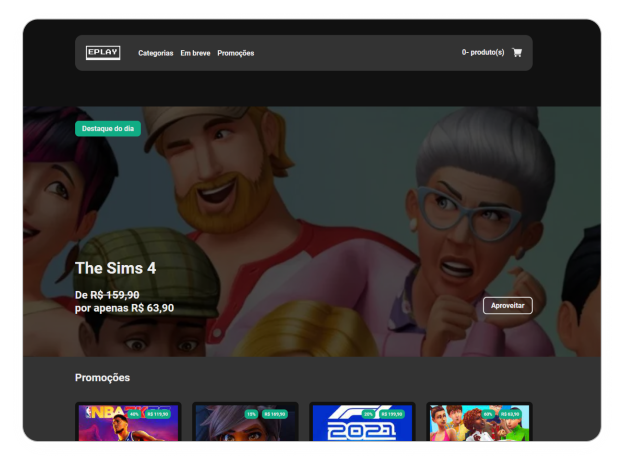 EPLAY Categorias Em breve Promoções 0- produto(s)
Destaque do dia
The Sims 4
De R$ 159,90
por apenas R$ 63,90
Aproveitar
Promoções
NBA 40% R$ 119,90
10% R$ 189,90
20% R$ 199,90
60% R$ 63,90
2021